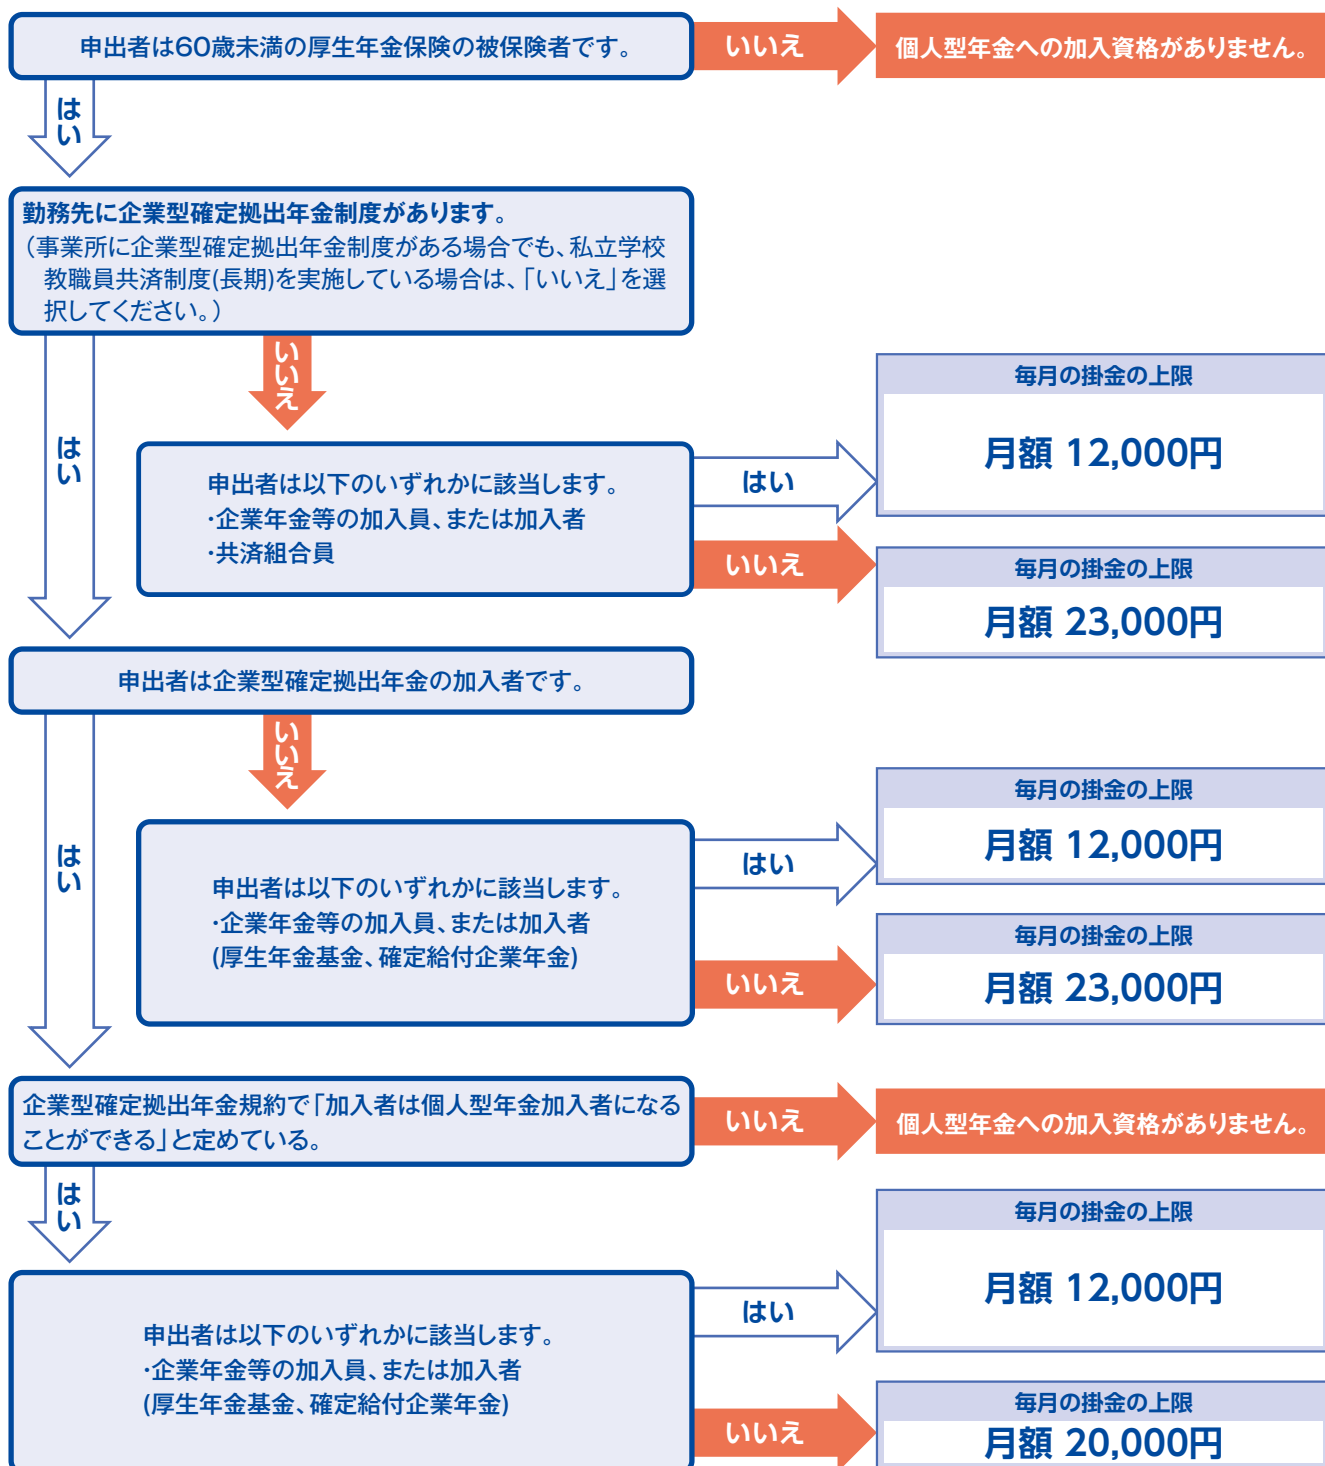 申出者は60歳未満の厚生年金保険の被保険者です。
いいえ
個人型年金への加入資格がありません。
はい
勤務先に企業型確定拠出年金制度があります。
（事業所に企業型確定拠出年金制度がある場合でも、私立学校
教職員共済制度(長期)を実施している場合は、「いいえ」を選
択してください。）
いいえ
はい
申出者は以下のいずれかに該当します。
・企業年金等の加入員、または加入者
・共済組合員
はい
毎月の掛金の上限
月額 12,000円
いいえ
毎月の掛金の上限
月額 23,000円
申出者は企業型確定拠出年金の加入者です。
いいえ
はい
申出者は以下のいずれかに該当します。
・企業年金等の加入員、または加入者
(厚生年金基金、確定給付企業年金)
はい
毎月の掛金の上限
月額 12,000円
いいえ
毎月の掛金の上限
月額 23,000円
企業型確定拠出年金規約で「加入者は個人型年金加入者になる
ことができる」と定めている。
いいえ
個人型年金への加入資格がありません。
はい
申出者は以下のいずれかに該当します。
・企業年金等の加入員、または加入者
(厚生年金基金、確定給付企業年金)
はい
毎月の掛金の上限
月額 12,000円
いいえ
毎月の掛金の上限
月額 20,000円